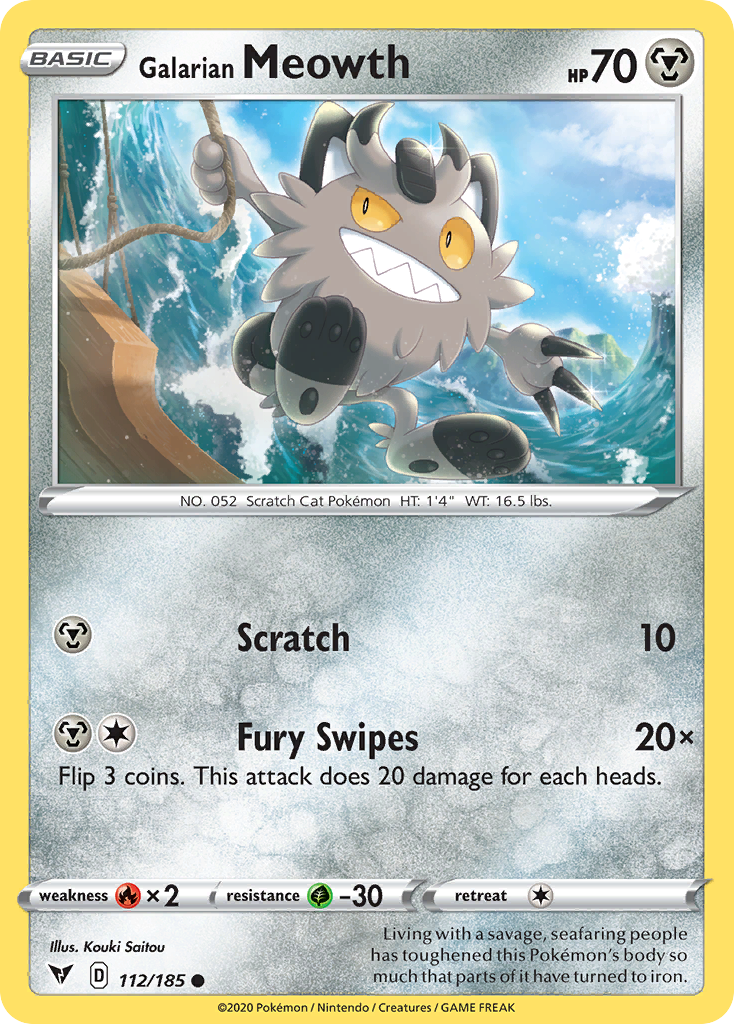 BASIC
Galarian Meowth HP 70
NO. 052 Scratch Cat Pokémon HT: 1'4" WT: 16.5 lbs.
Scratch 10
Fury Swipes 20×
Flip 3 coins. This attack does 20 damage for each heads.
weakness ×2 resistance -30 retreat
Illus. Kouki Saitou
Living with a savage, seafaring people
has toughened this Pokémon's body so
much that parts of it have turned to iron.
D 112/185
©2020 Pokémon / Nintendo / Creatures / GAME FREAK